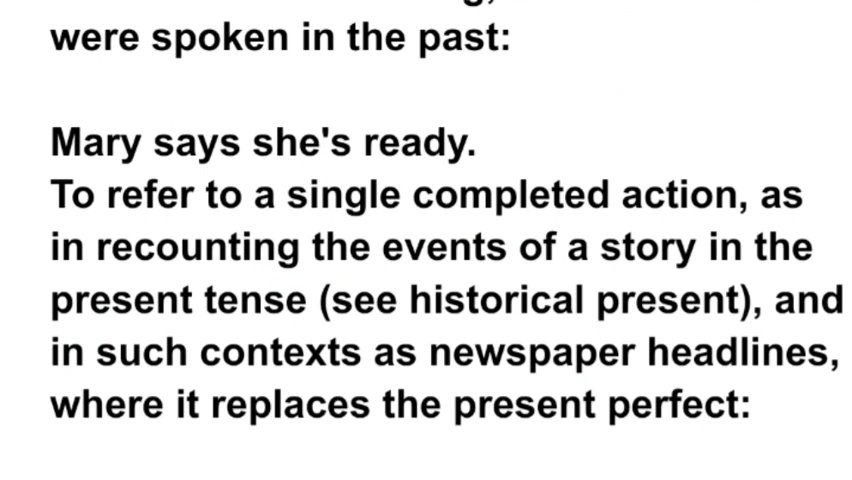 were spoken in the past:
Mary says she's ready.
To refer to a single completed action, as
in recounting the events of a story in the
present tense (see historical present), and
in such contexts as newspaper headlines,
where it replaces the present perfect: